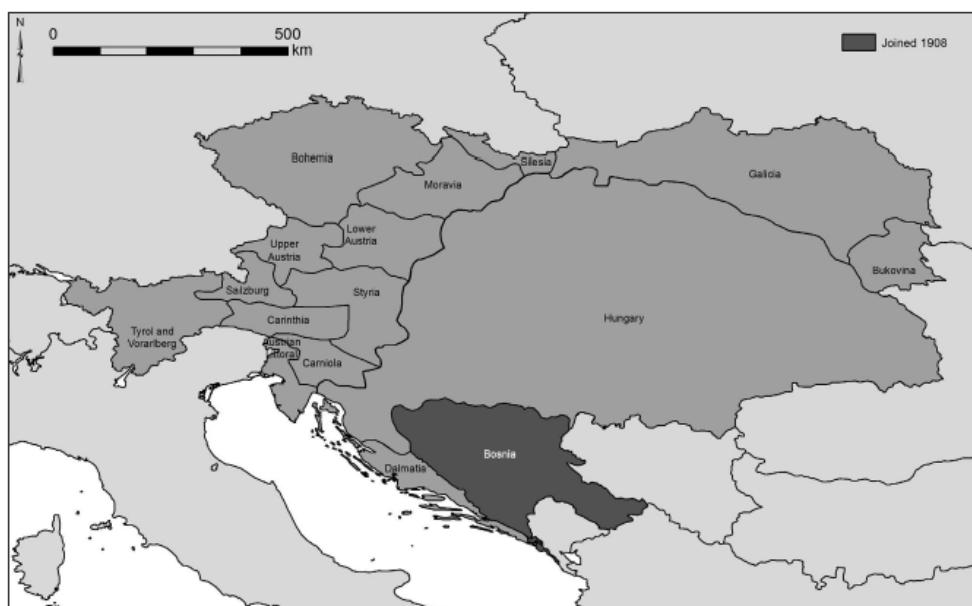 N
0 500
km
Joined 1908
Bohemia
Silesia
Moravia
Galicia
Lower
Austria
Upper
Austria
Bukovina
Salzburg
Styria
Carinthia
Hungary
Tyrol and
Vorarlberg
Austrian
Carniola
Bosnia
Dalmatia